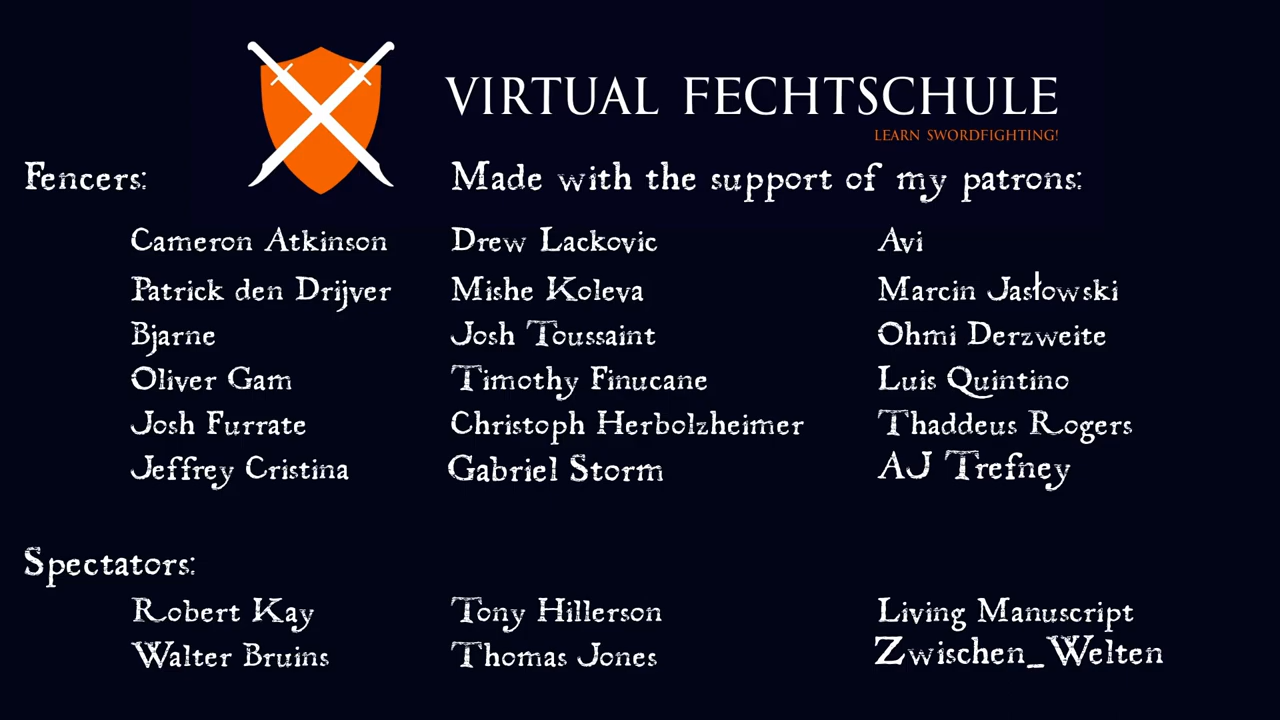 VIRTUAL FECHTSCHULE
LEARN SWORDFIGHTING!
Fencers: Made with the support of my patrons:
Cameron Atkinson Drew Lackovic Avi
Patrick den Drijver Mishe Koleva Marcin Jasłowski
Bjarne Josh Toussaint Ohmi Derzweite
Oliver Gam Timothy Finucane Luis Quintino
Josh Furrate Christoph Herbolzheimer Thaddeus Rogers
Jeffrey Cristina Gabriel Storm AJ Trefney
Spectators:
Robert Kay Tony Hillerson Living Manuscript
Walter Bruins Thomas Jones Zwischen_Welten